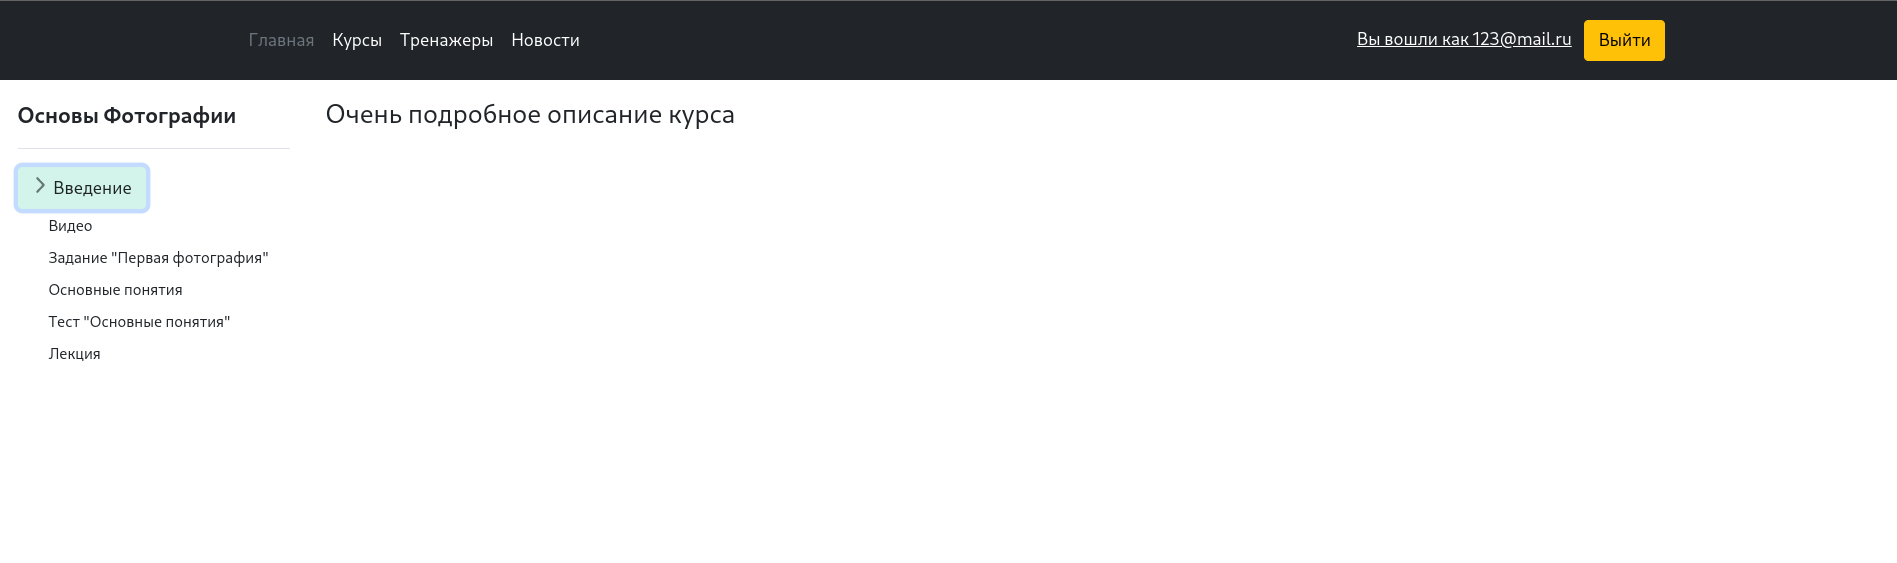 Главная Курсы Тренажеры Новости Вы вошли как 123@mail.ru Выйти
Основы Фотографии
Очень подробное описание курса
Введение
Видео
Задание "Первая фотография"
Основные понятия
Тест "Основные понятия"
Лекция